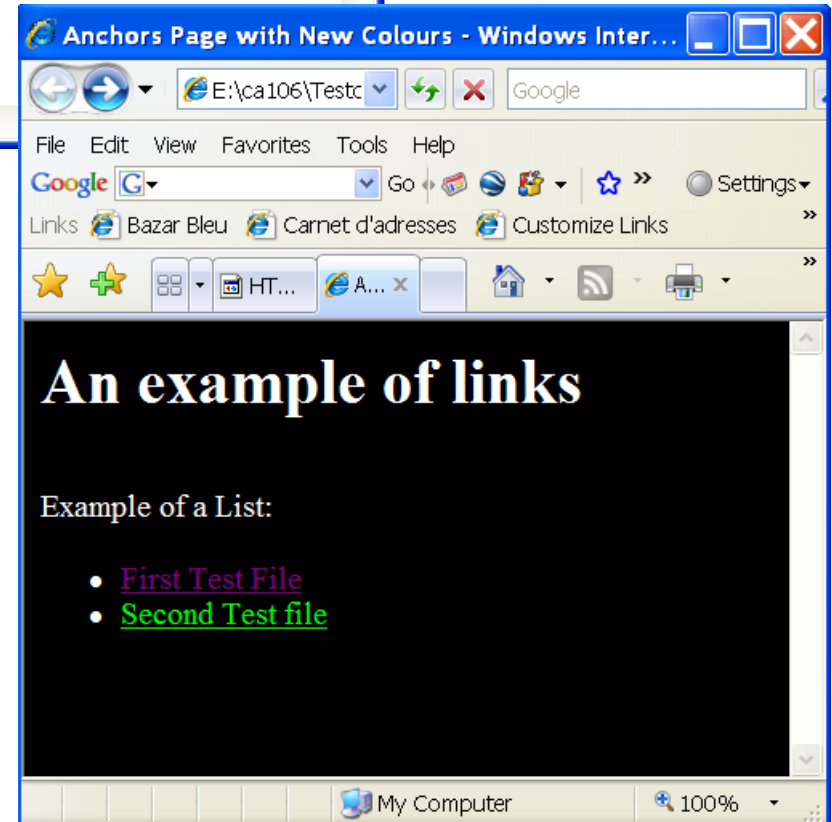 Anchors Page with New Colours - Windows Inter...
E:\ca106\Testc
Google
File Edit View Favorites Tools Help
Google G Go Settings
Links Bazar Bleu Carnet d'adresses Customize Links »
HT... A... x »
An example of links
Example of a List:
• First Test File
• Second Test file
My Computer 100%